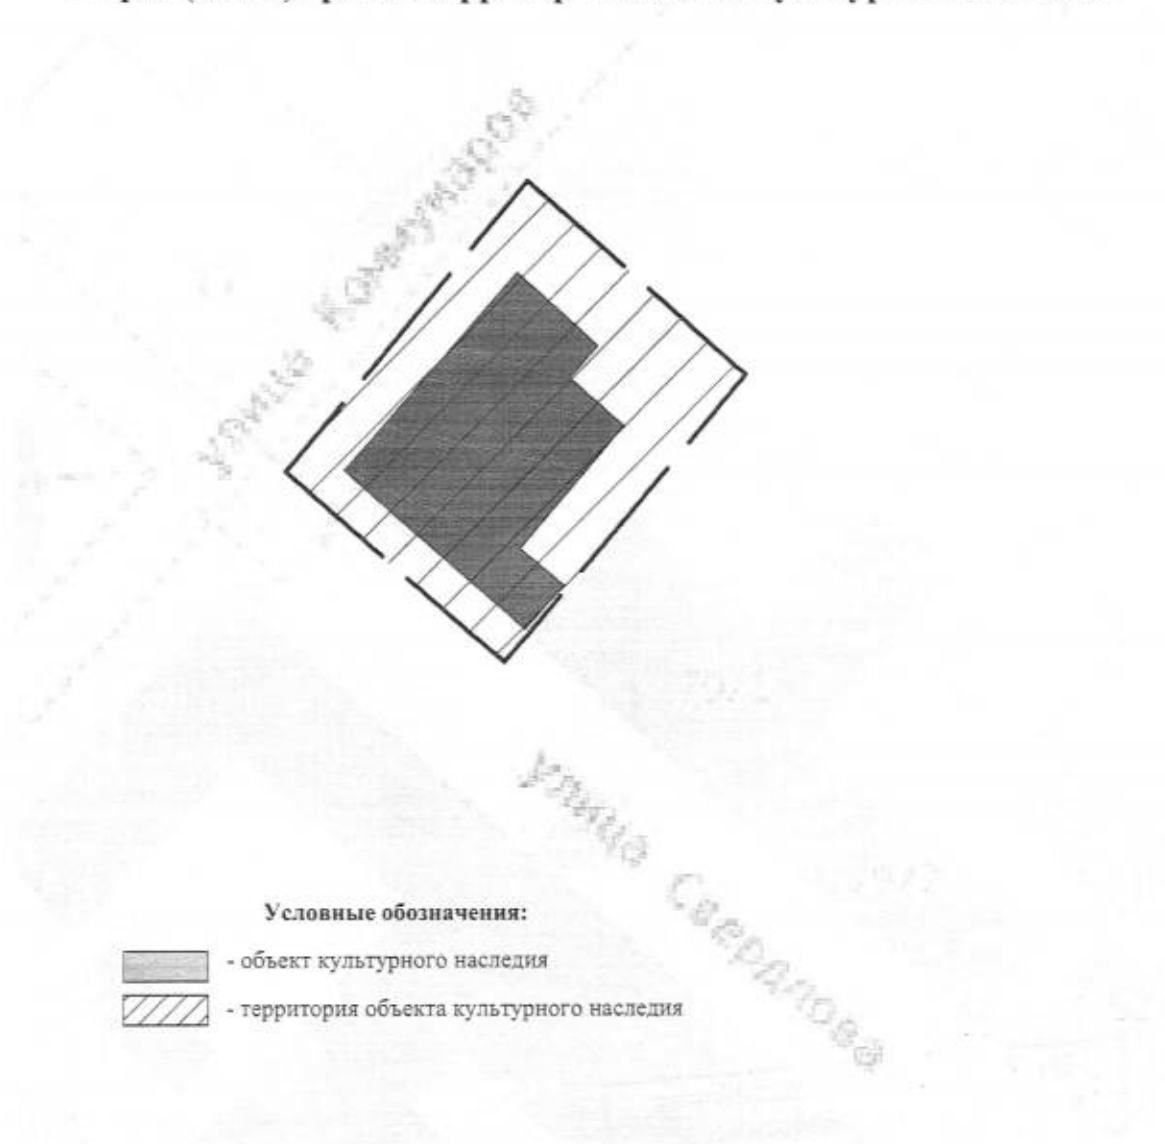 улица Коммунаров
улица Свердлова
Условные обозначения:
- объект культурного наследия
- территория объекта культурного наследия